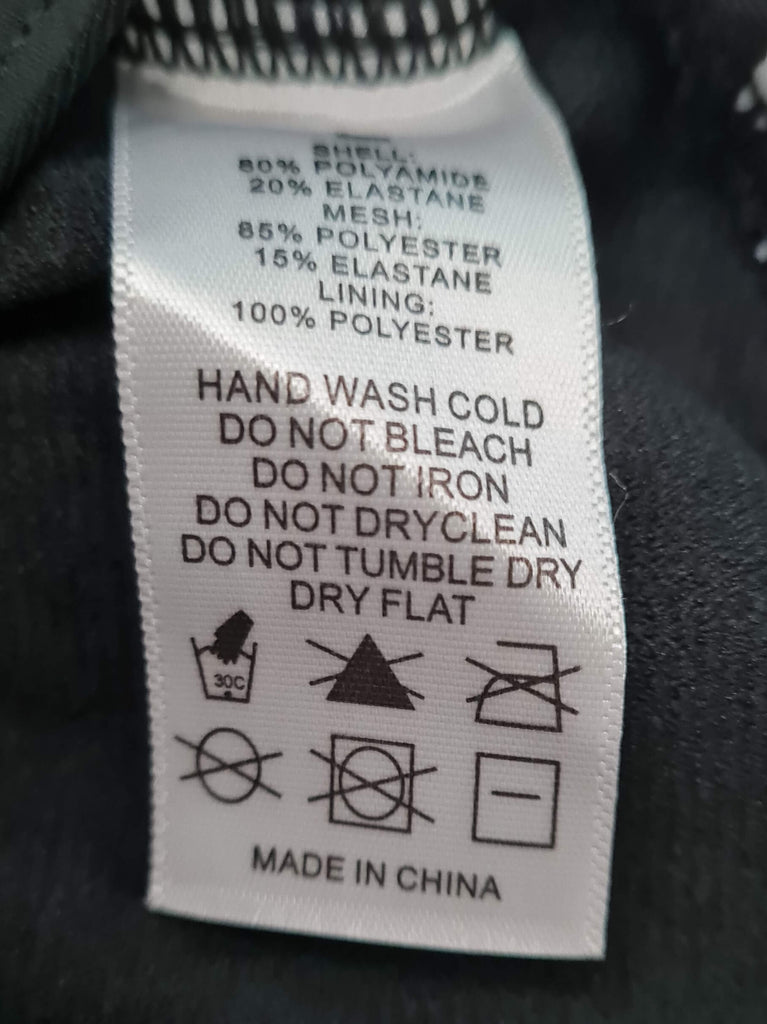 SHELL:
80% POLYAMIDE
20% ELASTANE
MESH:
85% POLYESTER
15% ELASTANE
LINING:
100% POLYESTER
HAND WASH COLD
DO NOT BLEACH
DO NOT IRON
DO NOT DRYCLEAN
DO NOT TUMBLE DRY
DRY FLAT
30C
MADE IN CHINA